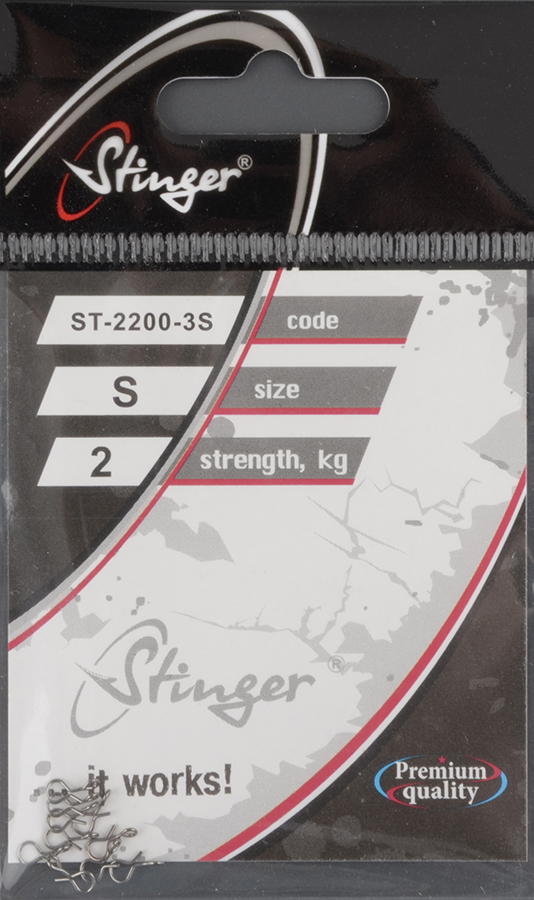 Stinger®
ST-2200-3S code
S size
2 strength, kg
Stinger®
it works!
Premium
quality